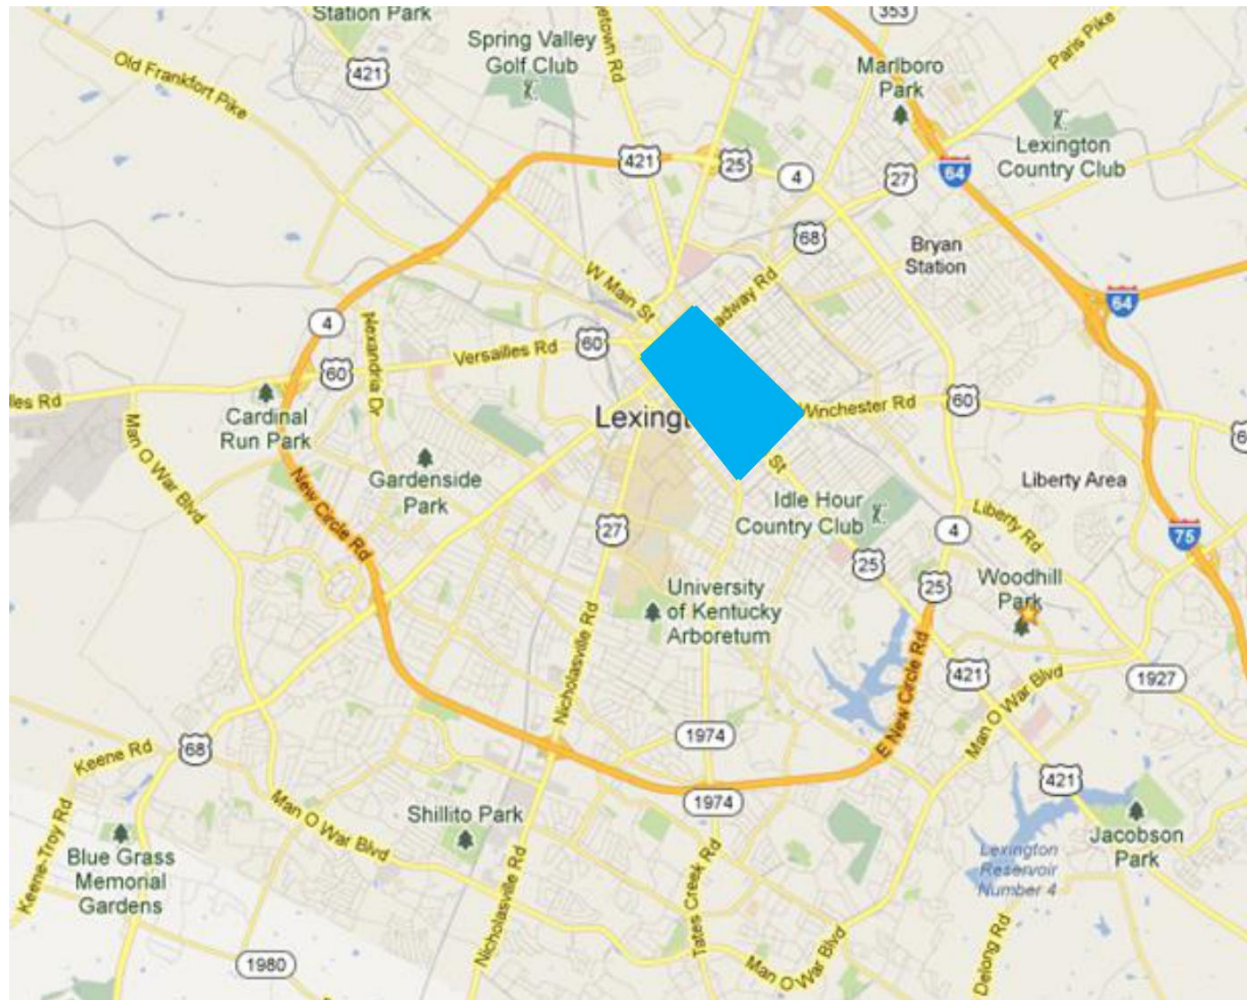 Station Park
421
Old Frankfort Pike
Spring Valley
Golf Club
etown Rd
353
Marlboro
Park
Paris Pike
Lexington
Country Club
421
25
4
27
64
68
Bryan
Station
W Main St
adway Rd
64
4
Alexandria Dr
60
Versailles Rd
60
les Rd
Cardinal
Run Park
Man O War Blvd
Lexingt
Winchester Rd
60
6
Gardenside
Park
St
Liberty Area
New Circle Rd
27
Idle Hour
Country Club
Liberty Rd
4
75
25
25
Woodhill
Park
University
of Kentucky
Arboretum
Nicholasville Rd
421
1927
E New Circle Rd
Man O War Blvd
1974
Keene Rd
68
421
1974
Man O War Blvd
Shillito Park
Jacobson
Park
Keene-Troy Rd
Blue Grass
Memorial
Gardens
Lexington
Reservoir
Number 4
Nicholasville Rd
Tates Creek Rd
Man O War Blvd
Delong Rd
1980